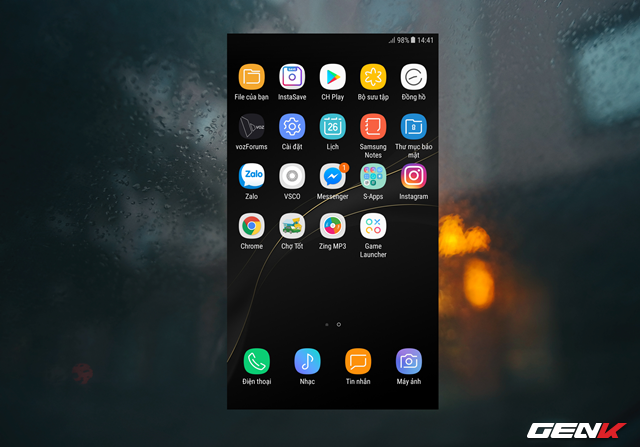 98% 14:41
File của bạn InstaSave CH Play Bộ sưu tập Đồng hồ
VOZ 26
vozForums Cài đặt Lịch Samsung Notes Thư mục bảo mật
Zalo 1
Zalo VSCO Messenger S-Apps Instagram
Chrome Chợ Tốt Zing MP3 Game Launcher
Điện thoại Nhạc Tin nhắn Máy ảnh
GENK